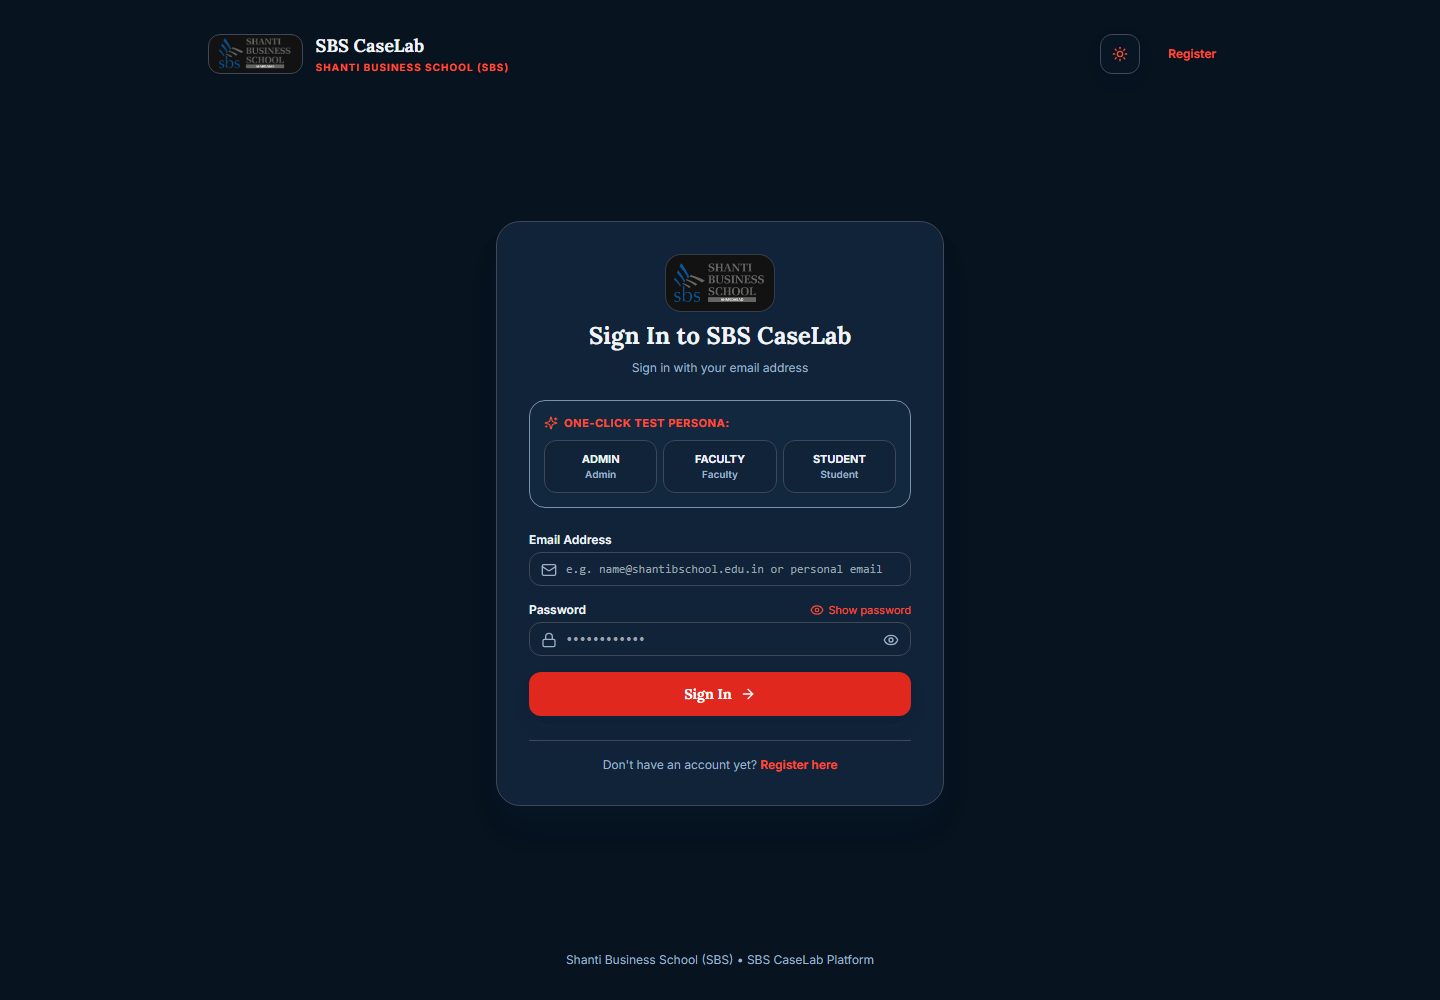 SHANTI
BUSINESS
SCHOOL
sbs
SBS CaseLab
SHANTI BUSINESS SCHOOL (SBS)
Register
SHANTI
BUSINESS
SCHOOL
sbs
Sign In to SBS CaseLab
Sign in with your email address
ONE-CLICK TEST PERSONA:
ADMIN
Admin
FACULTY
Faculty
STUDENT
Student
Email Address
e.g. name@shantibschool.edu.in or personal email
Password
Show password
••••••••••••
Sign In →
Don't have an account yet? Register here
Shanti Business School (SBS) • SBS CaseLab Platform